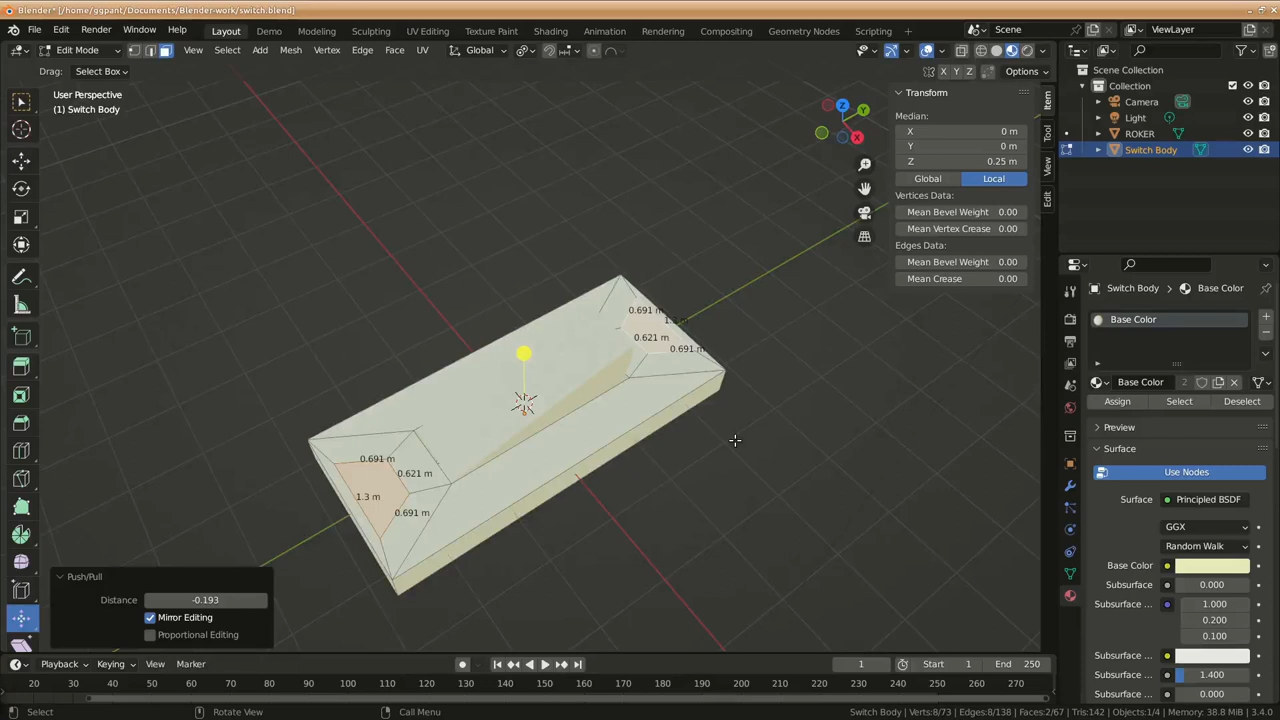 Blender* [/home/ggpant/Documents/Blender-work/switch.blend]
File Edit Render Window Help Layout Demo Modeling Sculpting UV Editing Texture Paint Shading Animation Rendering Compositing Geometry Nodes Scripting + Scene ViewLayer
Edit Mode View Select Add Mesh Vertex Edge Face UV Global
Drag: Select Box X Y Z Options
User Perspective
(1) Switch Body
Z
Y
X
Transform
Median:
X 0 m
Y 0 m
Z 0.25 m
Global Local
Vertices Data:
Mean Bevel Weight 0.00
Mean Vertex Crease 0.00
Edges Data:
Mean Bevel Weight 0.00
Mean Crease 0.00
Item
Tool
View
Edit
Scene Collection
Collection
Camera
Light
ROKER
Switch Body
Switch Body > Base Color
Base Color
Base Color 2
Assign Select Deselect
Preview
Surface
Use Nodes
Surface Principled BSDF
GGX
Random Walk
Base Color
Subsurface 0.000
Subsurface ... 1.000
0.200
0.100
Subsurface ...
Subsurface ... 1.400
Subsurface ... 0.000
0.691 m
0.621 m
0.691 m
0.691 m
0.621 m
1.3 m
0.691 m
Push/Pull
Distance -0.193
Mirror Editing
Proportional Editing
Playback Keying View Marker 1 Start 1 End 250
20 30 40 50 60 70 80 90 100 110 120 130 140 150 160 170 180 190 200 210 220 230 240 250 260 270
Select Rotate View Call Menu Switch Body | Verts:8/73 | Edges:8/138 | Faces:2/67 | Tris:142 | Objects:1/4 | Memory: 38.8 MiB | 3.4.0